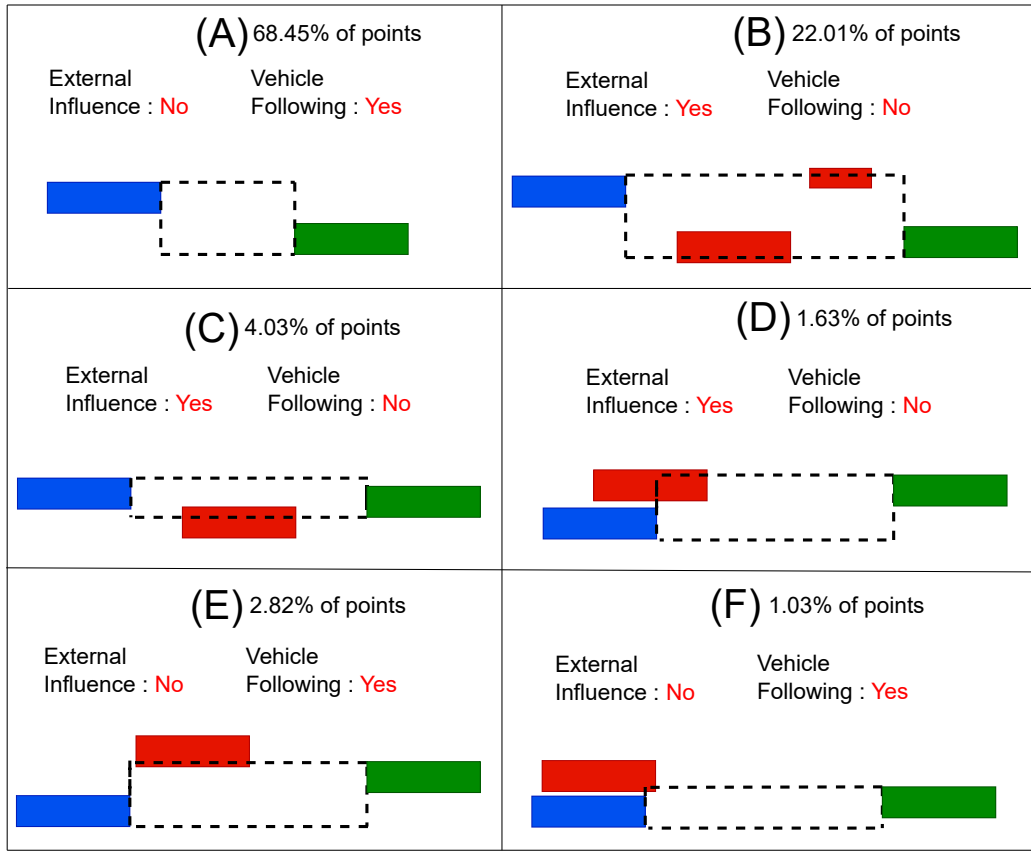 (A) 68.45% of points
External Vehicle
Influence : No Following : Yes
(B) 22.01% of points
External Vehicle
Influence : Yes Following : No
(C) 4.03% of points
External Vehicle
Influence : Yes Following : No
(D) 1.63% of points
External Vehicle
Influence : Yes Following : No
(E) 2.82% of points
External Vehicle
Influence : No Following : Yes
(F) 1.03% of points
External Vehicle
Influence : No Following : Yes